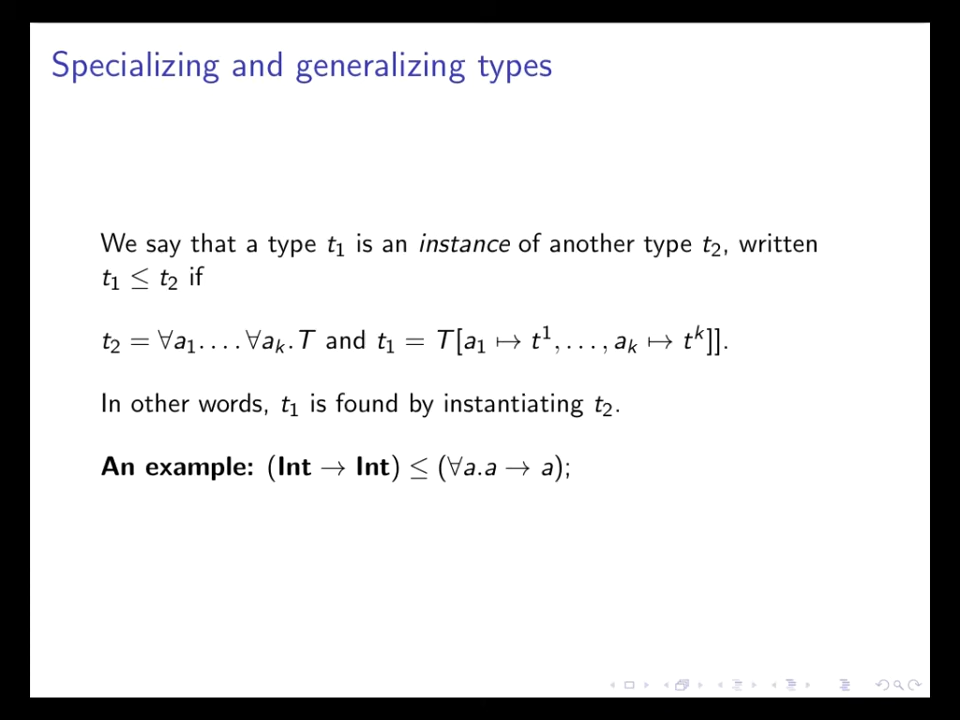 Specializing and generalizing types
We say that a type t₁ is an instance of another type t₂, written
t₁ ≤ t₂ if
t₂ = ∀a₁. . . . ∀aₖ.T and t₁ = T[a₁ ↦ t¹, . . . , aₖ ↦ tᵏ]].
In other words, t₁ is found by instantiating t₂.
An example: (Int → Int) ≤ (∀a.a → a);